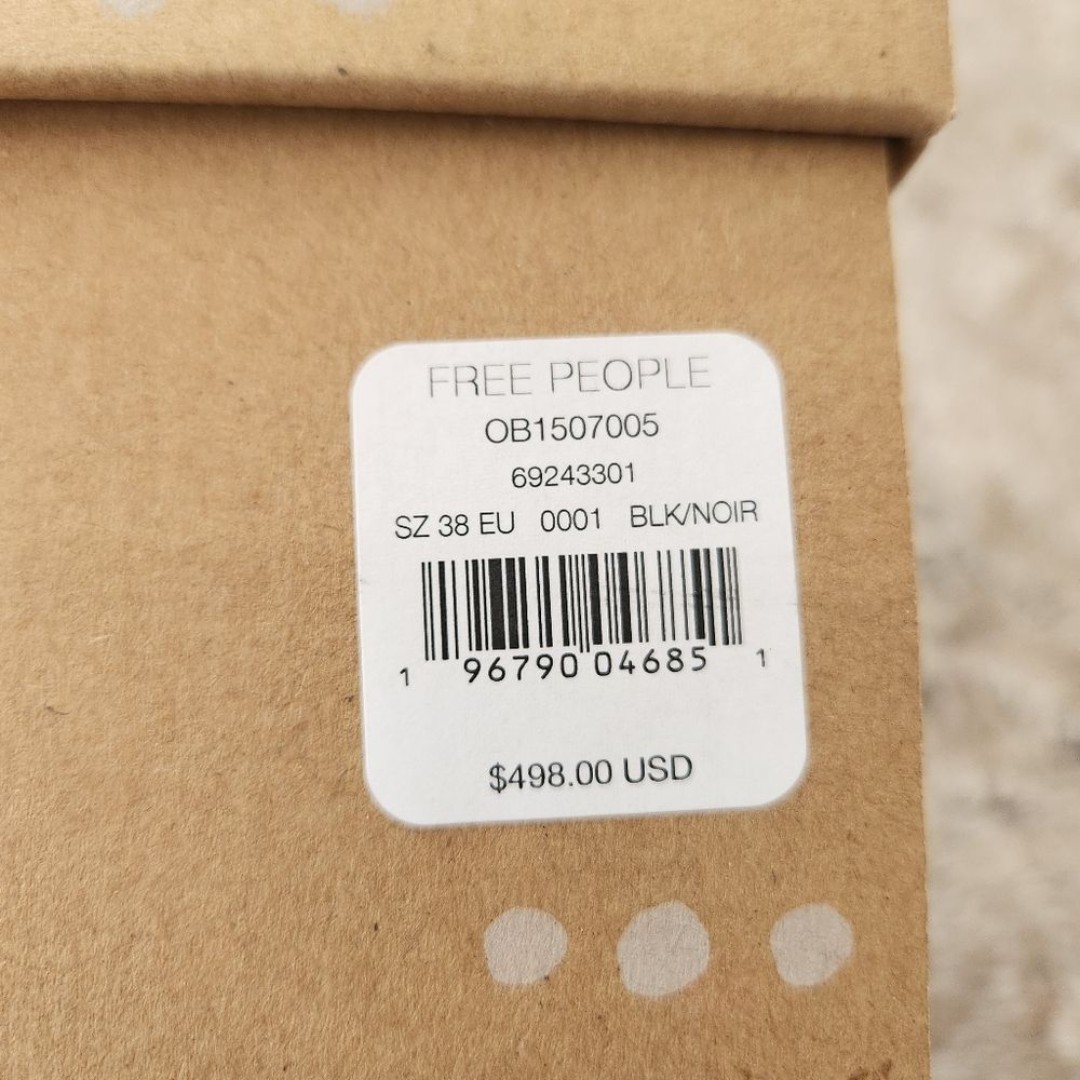 FREE PEOPLE
OB1507005
69243301
SZ 38 EU 0001 BLK/NOIR
1 96790 04685 1
$498.00 USD